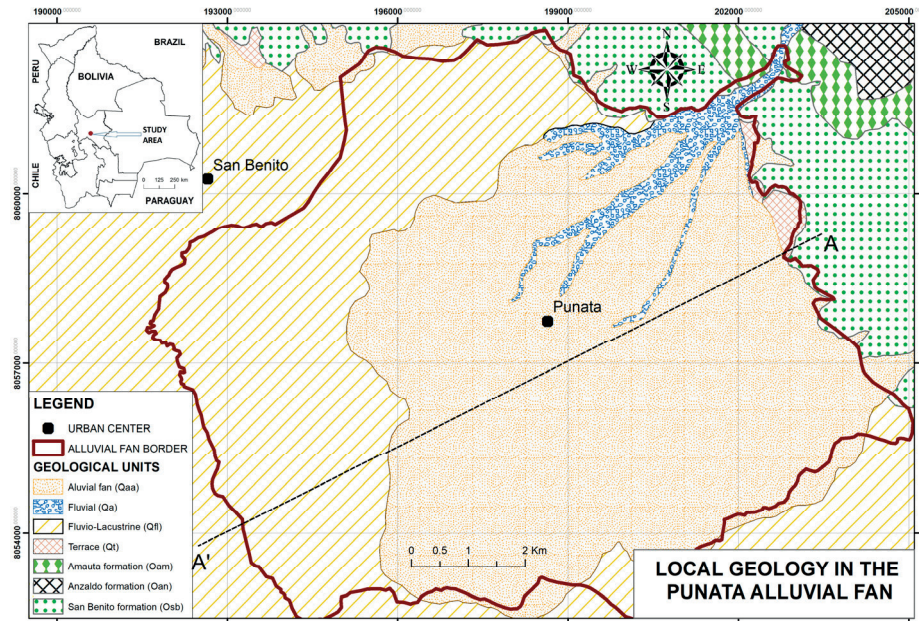 190000
193000
196000
199000
202000
205000
BRAZIL
PERU
BOLIVIA
STUDY
AREA
0 125 250 km
CHILE
PARAGUAY
N
W E
S
San Benito
8060000
A
Punata
8057000
LEGEND
URBAN CENTER
ALLUVIAL FAN BORDER
GEOLOGICAL UNITS
Aluvial fan (Qaa)
Fluvial (Qa)
Fluvio-Lacustrine (Qfl)
Terrace (Qt)
Amauta formation (Oam)
Anzaldo formation (Oan)
San Benito formation (Osb)
8054000
A'
0 0.5 1 2 Km
LOCAL GEOLOGY IN THE
PUNATA ALLUVIAL FAN